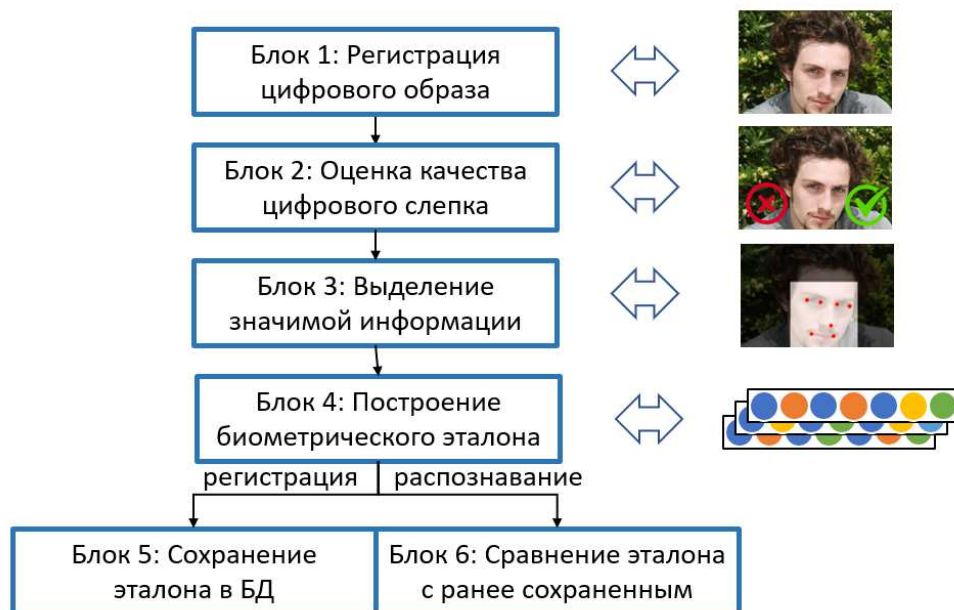 Блок 1: Регистрация
цифрового образа
Блок 2: Оценка качества
цифрового слепка
Блок 3: Выделение
значимой информации
Блок 4: Построение
биометрического эталона
регистрация
распознавание
Блок 5: Сохранение
эталона в БД
Блок 6: Сравнение эталона
с ранее сохраненным